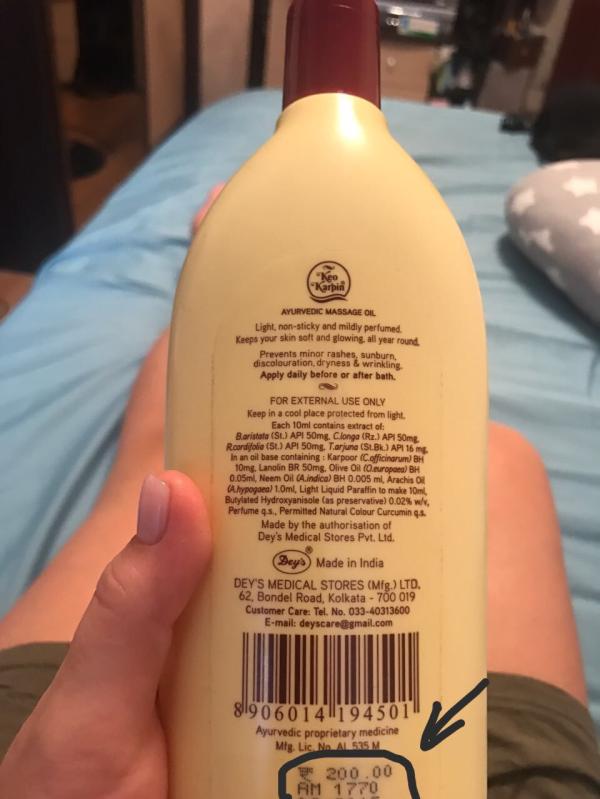 Keo
Karpin
AYURVEDIC MASSAGE OIL
Light, non-sticky and mildly perfumed.
Keeps your skin soft and glowing, all year round.
Prevents minor rashes, sunburn,
discolouration, dryness & wrinkling.
Apply daily before or after bath.
FOR EXTERNAL USE ONLY
Keep in a cool place protected from light.
Each 10ml contains extract of:
B.aristata (St.) API 50mg, C.longa (Rz.) API 50mg,
R.cordifolia (St.) API 50mg, T.arjuna (St.Bk.) API 16 mg,
In an oil base containing : Karpoor (C.officinarum) BH
10mg, Lanolin BR 50mg, Olive Oil (O.europaea) BH
0.05ml, Neem Oil (A.indica) BH 0.005 ml, Arachis Oil
(A.hypogaea) 1.0ml, Light Liquid Paraffin to make 10ml,
Butylated Hydroxyanisole (as preservative) 0.02% w/v,
Perfume q.s., Permitted Natural Colour Curcumin q.s.
Made by the authorisation of
Dey's Medical Stores Pvt. Ltd.
Dey's® Made in India
DEY'S MEDICAL STORES (Mfg.) LTD.
62, Bondel Road, Kolkata - 700 019
Customer Care: Tel. No. 033-40313600
E-mail: deyscare@gmail.com
8 906014 194501
Ayurvedic proprietary medicine
Mfg. Lic. No. AL 535 M
₹ 200.00
AM 1770